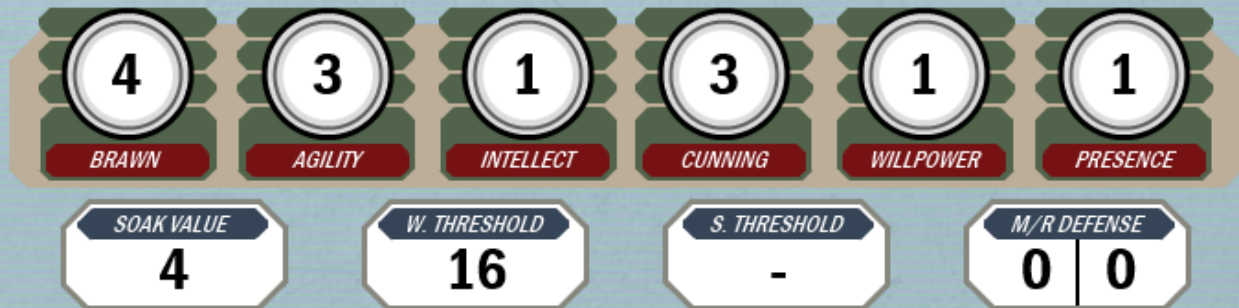 4 3 1 3 1 1
BRAWN AGILITY INTELLECT CUNNING WILLPOWER PRESENCE
SOAK VALUE W. THRESHOLD S. THRESHOLD M/R DEFENSE
4 16 - 0 0